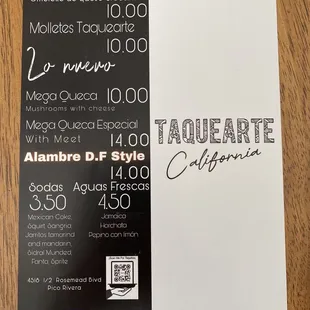 10.00
Molletes Taquearte
10.00
Lo nuevo
Mega Queca 10.00
Mushrooms with cheese
Mega Queca Especial
With Meet 14.00
Alambre D.F Style
14.00
Sodas Aguas Frescas
3.50 4.50
Mexican Coke,
Squirt Sangria,
Jarritos tamarind
and mandarin,
Sidral Mundet,
Fanta, Sprite
Jamaica
Horchata
Pepino con limón
4318 1/2 Rosemead Blvd
Pico Rivera
TAQUEARTE
California